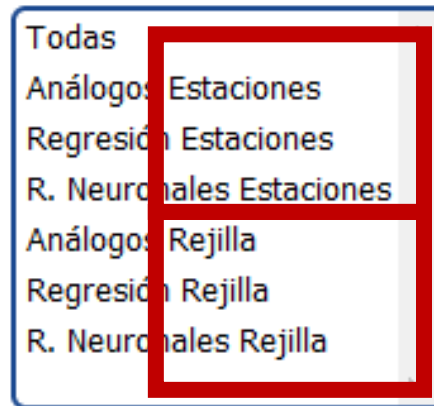 Todas
Análogos Estaciones
Regresión Estaciones
R. Neuronales Estaciones
Análogos Rejilla
Regresión Rejilla
R. Neuronales Rejilla